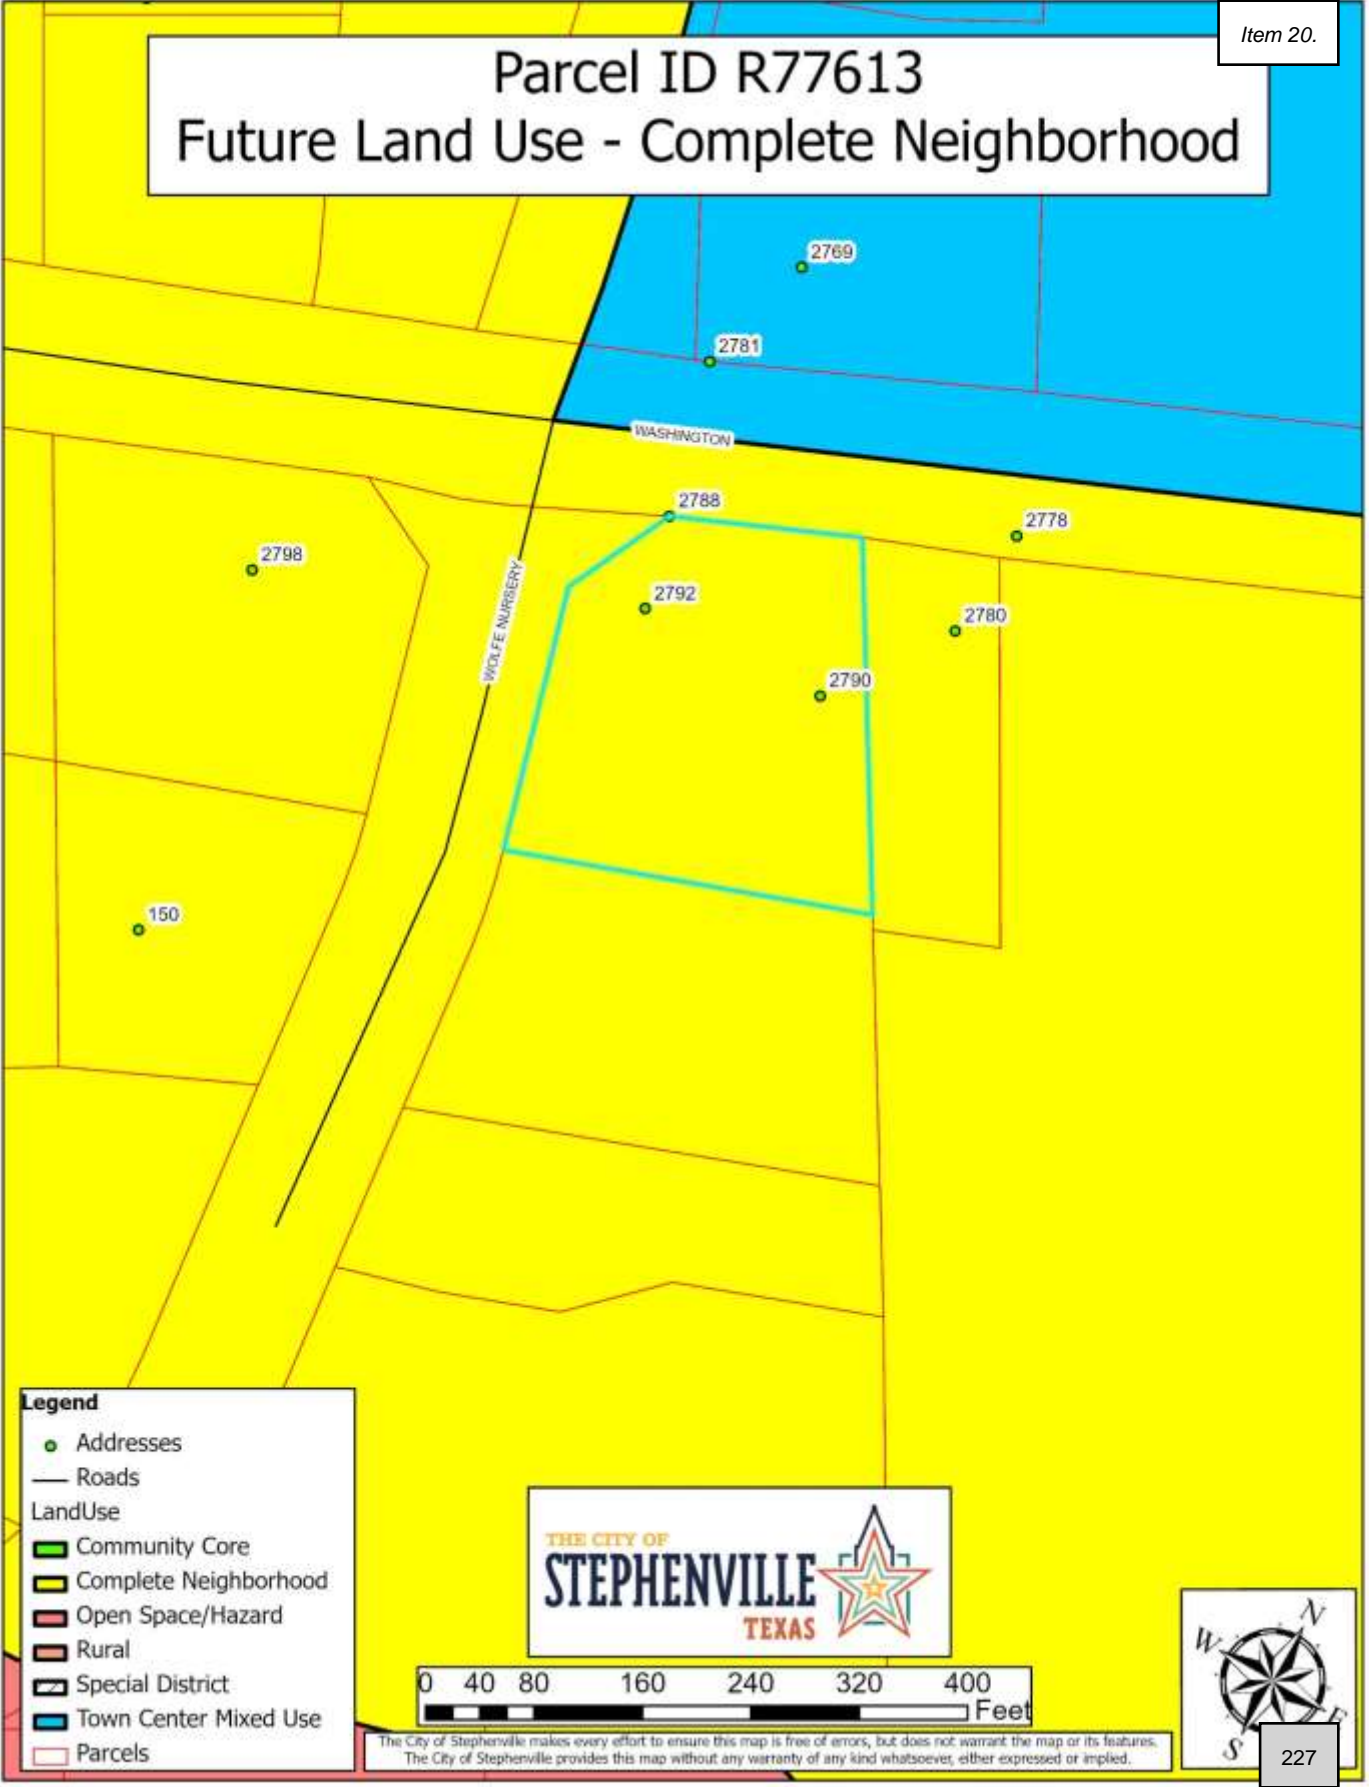 Item 20.
Parcel ID R77613
Future Land Use - Complete Neighborhood
2769
2781
WASHINGTON
2788
2778
2798
WOLFE NURSERY
2792
2780
2790
150
Legend
Addresses
Roads
LandUse
Community Core
Complete Neighborhood
Open Space/Hazard
Rural
Special District
Town Center Mixed Use
Parcels
THE CITY OF
STEPHENVILLE
TEXAS
0 40 80 160 240 320 400
Feet
The City of Stephenville makes every effort to ensure this map is free of errors, but does not warrant the map or its features.
The City of Stephenville provides this map without any warranty of any kind whatsoever, either expressed or implied.
N
W
E
S
227